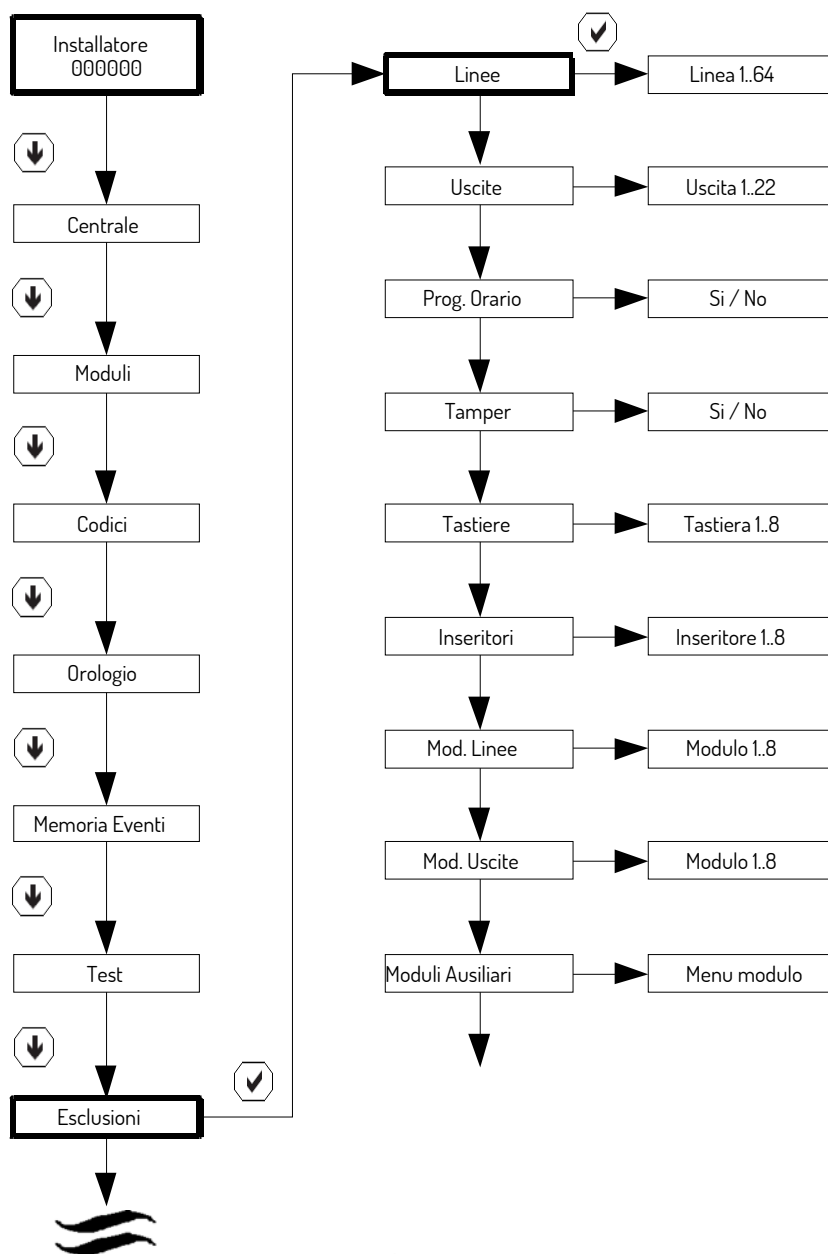 Installatore
000000
Centrale
Moduli
Codici
Orologio
Memoria Eventi
Test
Esclusioni
Linee
Linea 1..64
Uscite
Uscita 1..22
Prog. Orario
Si / No
Tamper
Si / No
Tastiere
Tastiera 1..8
Inseritori
Inseritore 1..8
Mod. Linee
Modulo 1..8
Mod. Uscite
Modulo 1..8
Moduli Ausiliari
Menu modulo